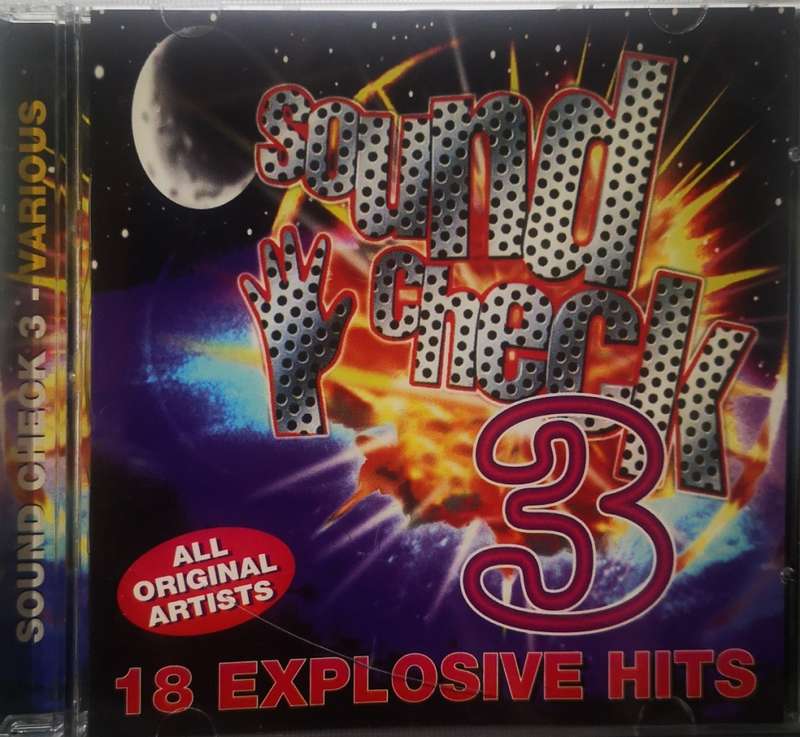 SOUND CHECK 3 - VARIOUS
Sound
check
3
ALL
ORIGINAL
ARTISTS
18 EXPLOSIVE HITS